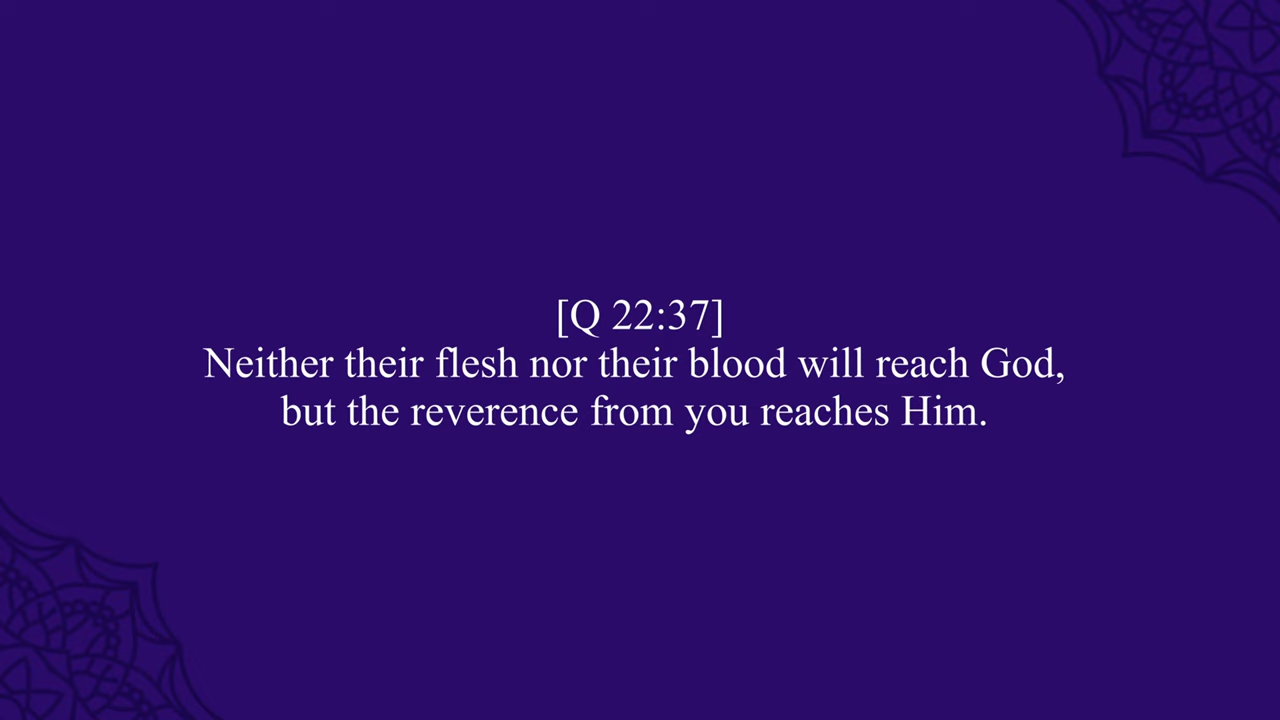 [Q 22:37]
Neither their flesh nor their blood will reach God,
but the reverence from you reaches Him.